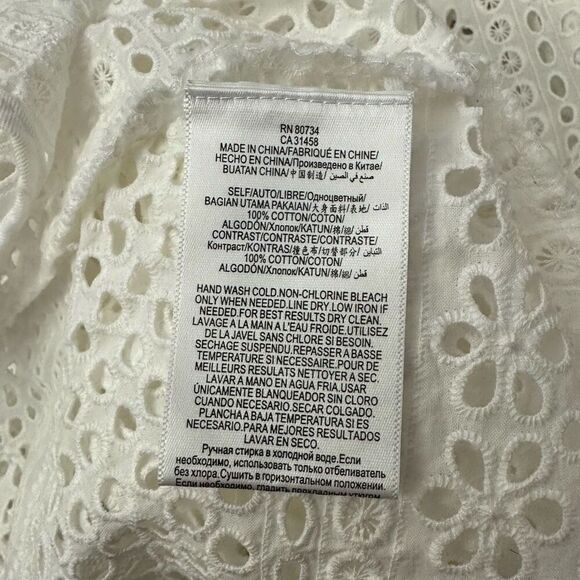 RN 80734
CA 31458
MADE IN CHINA/FABRIQUÉ EN CHINE/
HECHO EN CHINA/Произведено в Китае/
BUATAN CHINA/中国制造/ صنع في الصين
SELF/AUTO/LIBRE/Одноцветный/
BAGIAN UTAMA PAKAIAN/大身面料/表地/ الذات
100% COTTON/COTON/
ALGODÓN/Хлопок/KATUN/棉/綿/ قطن
CONTRAST/CONTRASTE/CONTRASTE/
Контраст/KONTRAS/撞色布/切替部分/ التباين
100% COTTON/COTON/
ALGODÓN/Хлопок/KATUN/棉/綿/ قطن
HAND WASH COLD.NON-CHLORINE BLEACH
ONLY WHEN NEEDED.LINE DRY.LOW IRON IF
NEEDED.FOR BEST RESULTS DRY CLEAN.
LAVAGE A LA MAIN A L'EAU FROIDE.UTILISEZ
DE LA JAVEL SANS CHLORE SI BESOIN.
SECHAGE SUSPENDU.REPASSER A BASSE
TEMPERATURE SI NECESSAIRE.POUR DE
MEILLEURS RESULATS NETTOYER A SEC.
LAVAR A MANO EN AGUA FRIA. USAR
ÚNICAMENTE BLANQUEADOR SIN CLORO
CUANDO NECESARIO.SECAR COLGADO.
PLANCHA A BAJA TEMPERATURA SI ES
NECESARIO.PARA MEJORES RESULTADOS
LAVAR EN SECO.
Ручная стирка в холодной воде.Если
необходимо, использовать только отбеливатель
без хлора.Сушить в горизонтальном положении.
Если необходимо, гладить прохладным утюгом.